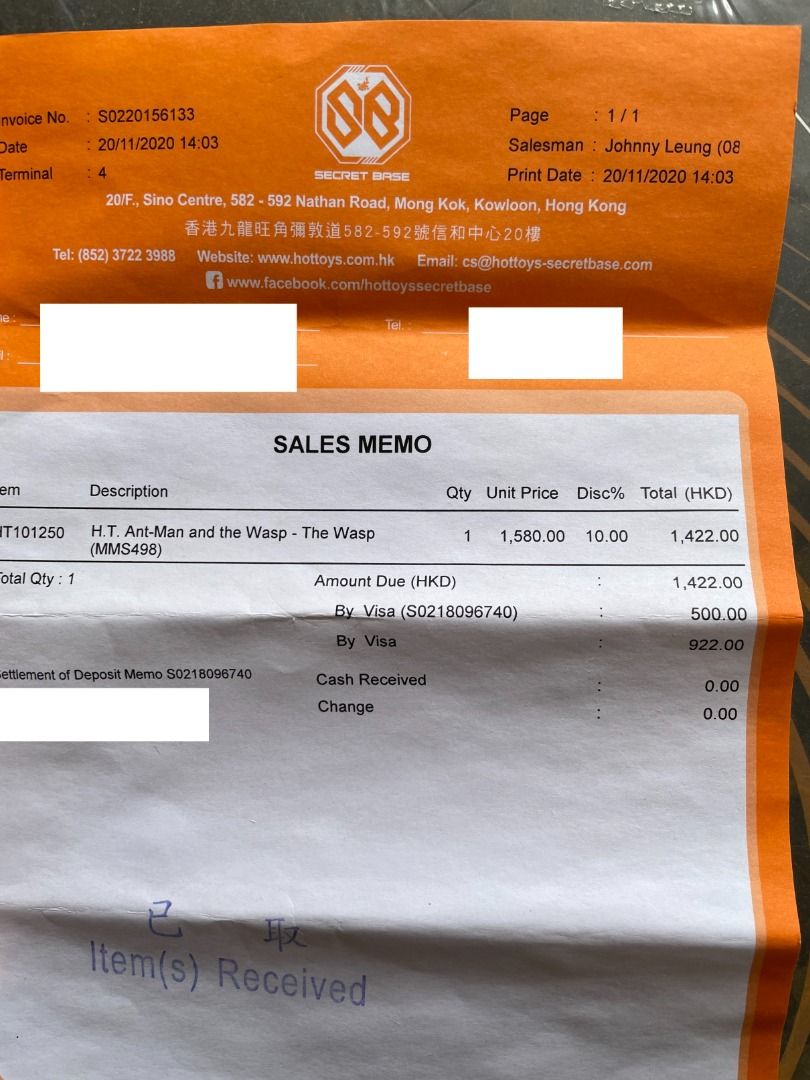 nvoice No. : S0220156133
Date : 20/11/2020 14:03
Terminal : 4
SB
SECRET BASE
Page : 1 / 1
Salesman : Johnny Leung (08
Print Date : 20/11/2020 14:03
20/F., Sino Centre, 582 - 592 Nathan Road, Mong Kok, Kowloon, Hong Kong
香港九龍旺角彌敦道582-592號信和中心20樓
Tel: (852) 3722 3988 Website: www.hottoys.com.hk Email: cs@hottoys-secretbase.com
www.facebook.com/hottoyssecretbase
Tel. :
SALES MEMO
em Description Qty Unit Price Disc% Total (HKD)
HT101250 H.T. Ant-Man and the Wasp - The Wasp 1 1,580.00 10.00 1,422.00
(MMS498)
Total Qty : 1 Amount Due (HKD) : 1,422.00
By Visa (S0218096740) : 500.00
By Visa : 922.00
Settlement of Deposit Memo S0218096740
Cash Received : 0.00
Change : 0.00
已 取
Item(s) Received